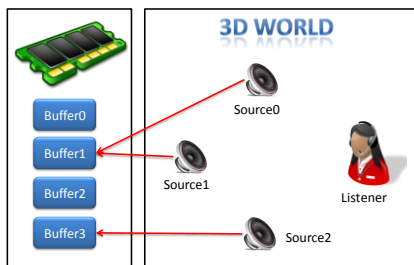 3D WORLD
Buffer0
Buffer1
Buffer2
Buffer3
Source0
Source1
Source2
Listener